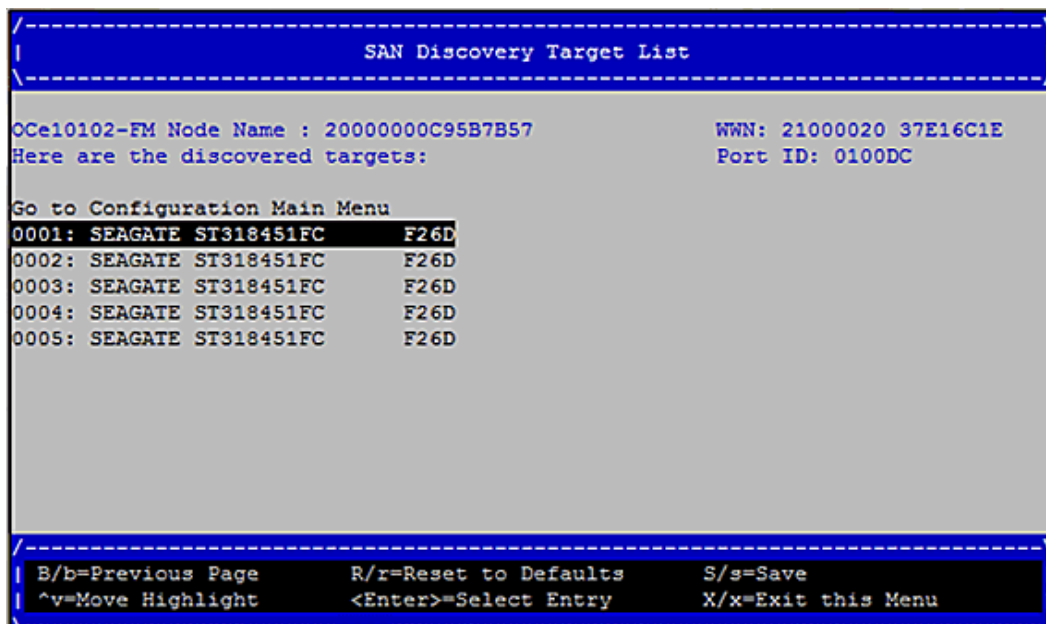 /------------------------------------------------------------------------------\
| SAN Discovery Target List
\------------------------------------------------------------------------------/
OCe10102-FM Node Name : 20000000C95B7B57 WWN: 21000020 37E16C1E
Here are the discovered targets: Port ID: 0100DC
Go to Configuration Main Menu
0001: SEAGATE ST318451FC F26D
0002: SEAGATE ST318451FC F26D
0003: SEAGATE ST318451FC F26D
0004: SEAGATE ST318451FC F26D
0005: SEAGATE ST318451FC F26D
/------------------------------------------------------------------------------\
| B/b=Previous Page R/r=Reset to Defaults S/s=Save
| ^v=Move Highlight <Enter>=Select Entry X/x=Exit this Menu
\